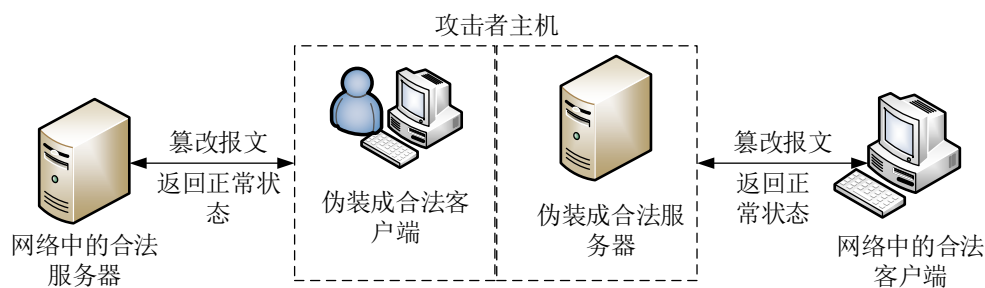 攻击者主机
篡改报文
返回正常状
态
网络中的合法
服务器
伪装成合法客
户端
伪装成合法服
务器
篡改报文
返回正
常状态
网络中的合法
客户端